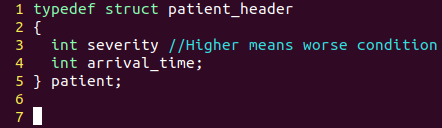 1 typedef struct patient_header
2 {
3   int severity //Higher means worse condition
4   int arrival_time;
5 } patient;
6
7